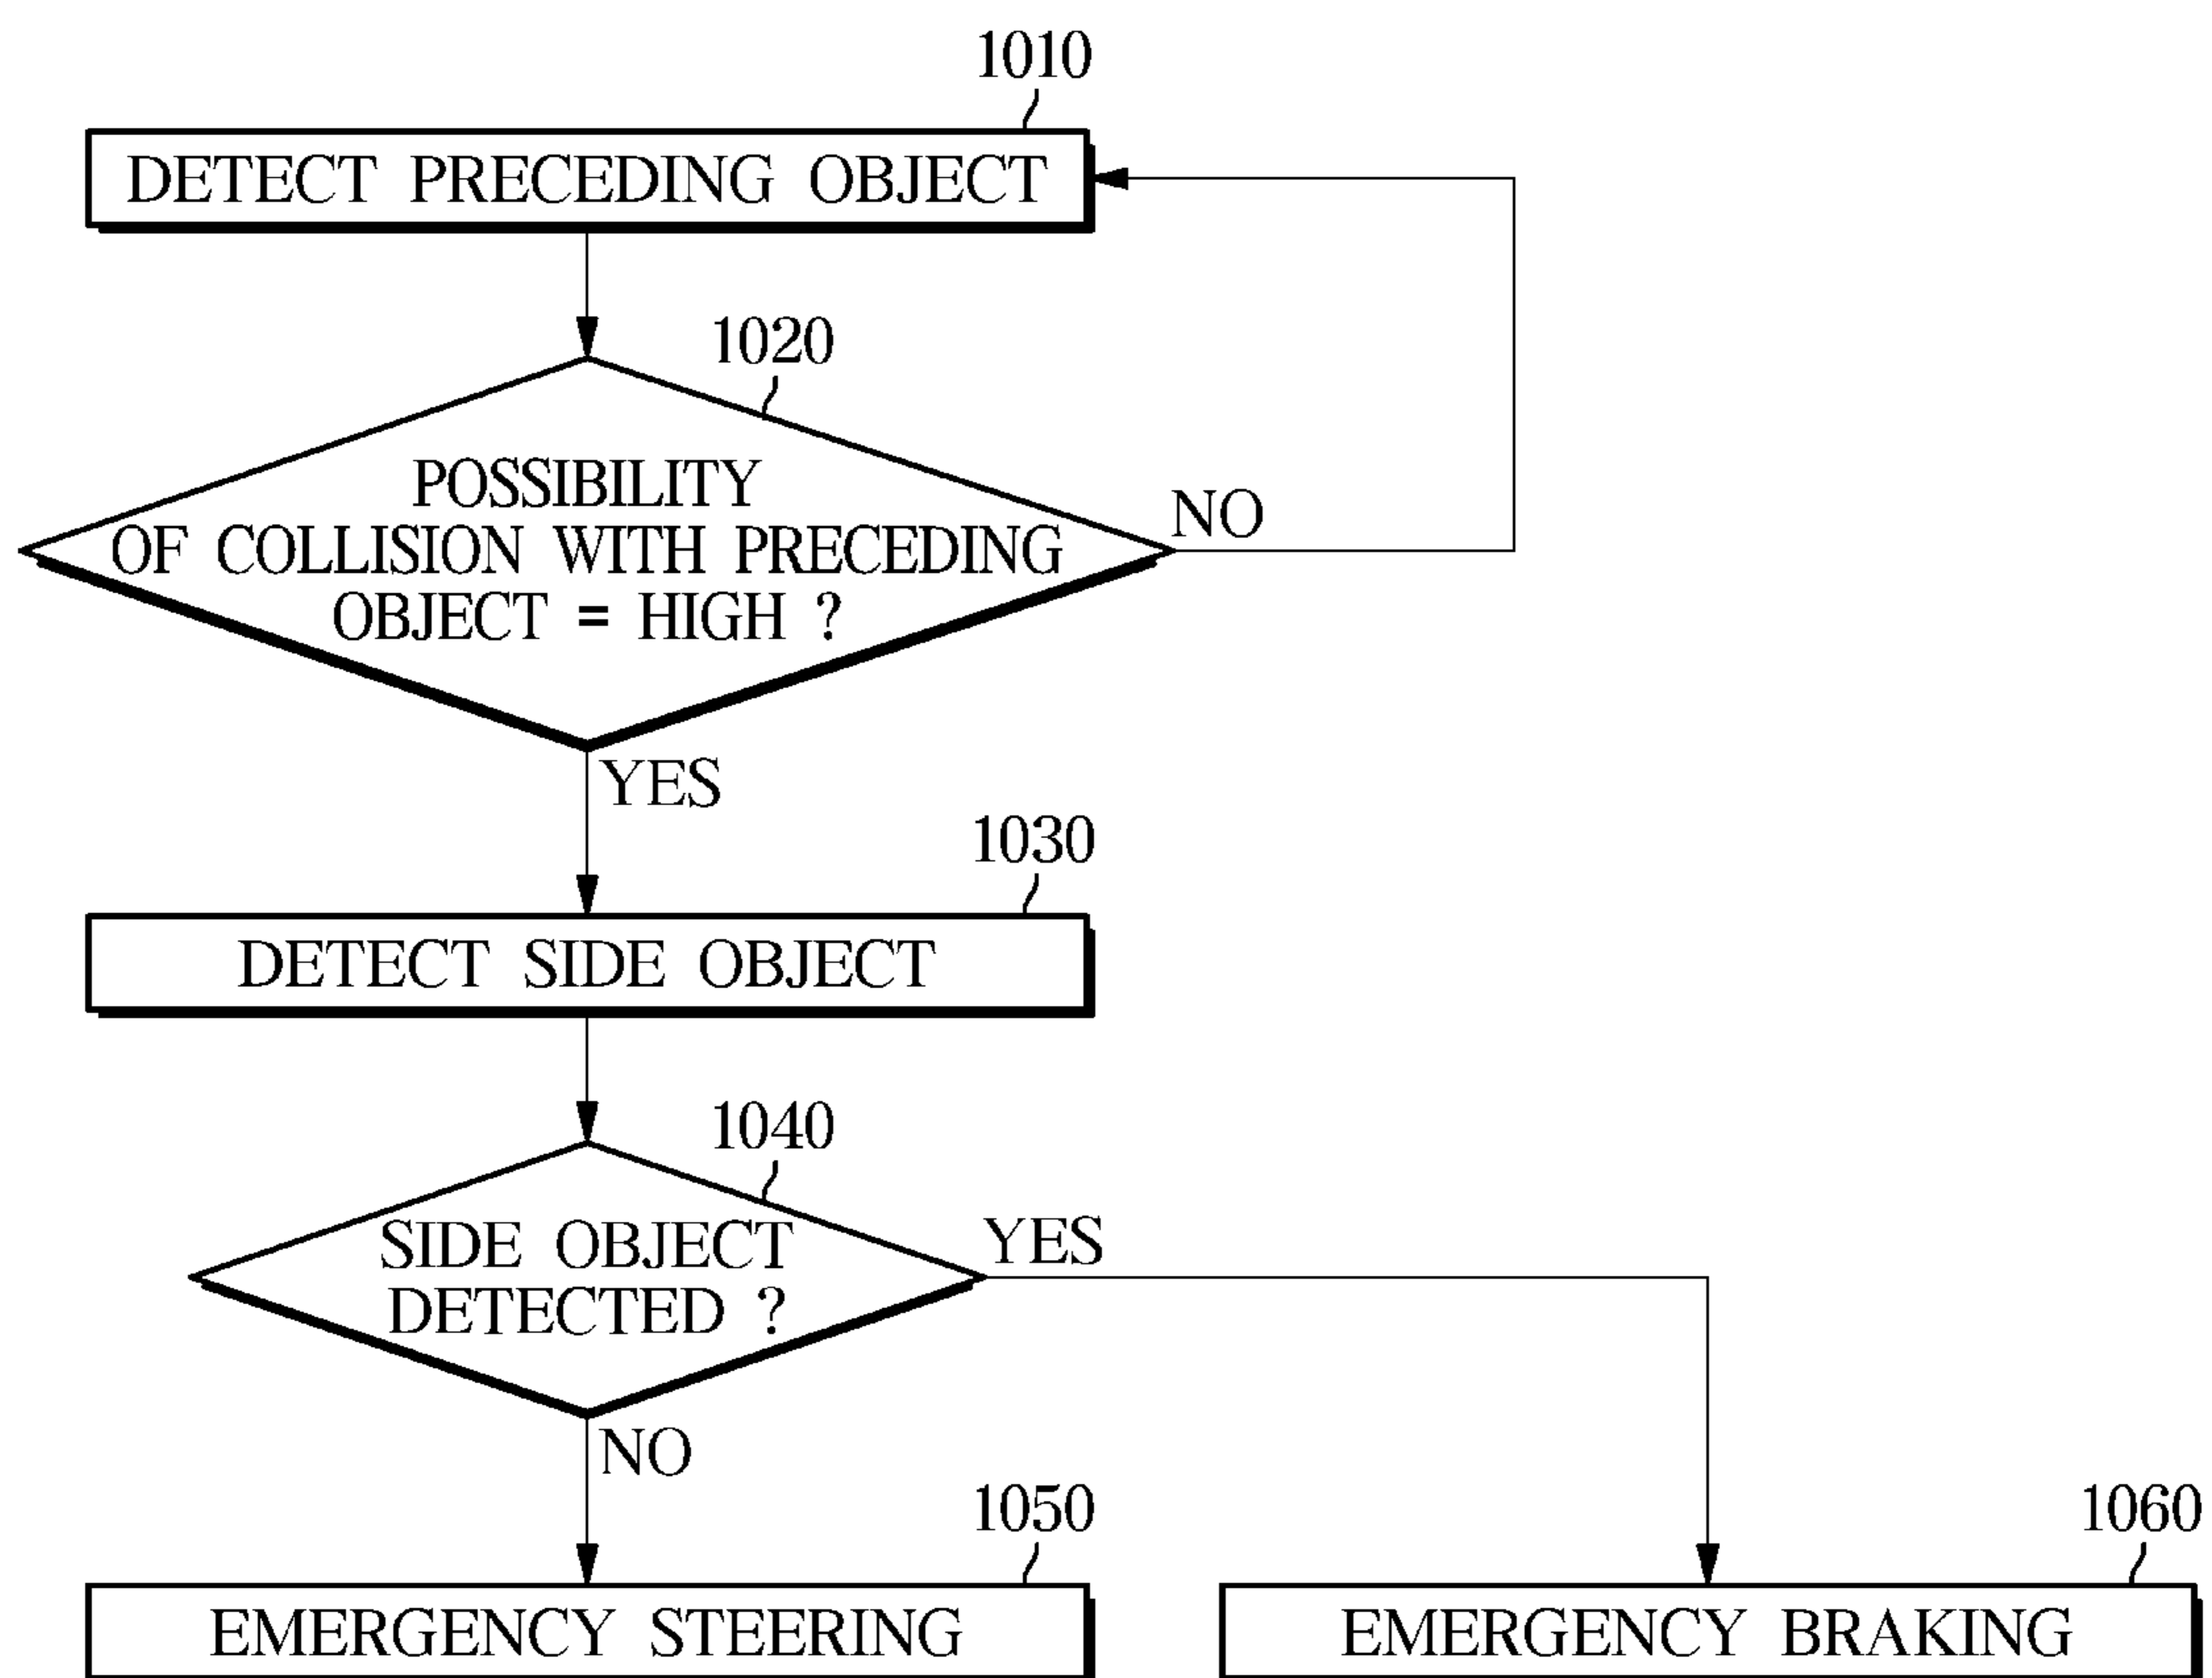 1010
DETECT PRECEDING OBJECT
1020
POSSIBILITY
OF COLLISION WITH PRECEDING
OBJECT = HIGH ?
NO
YES
1030
DETECT SIDE OBJECT
1040
SIDE OBJECT
DETECTED ?
YES
NO
1050
EMERGENCY STEERING
1060
EMERGENCY BRAKING